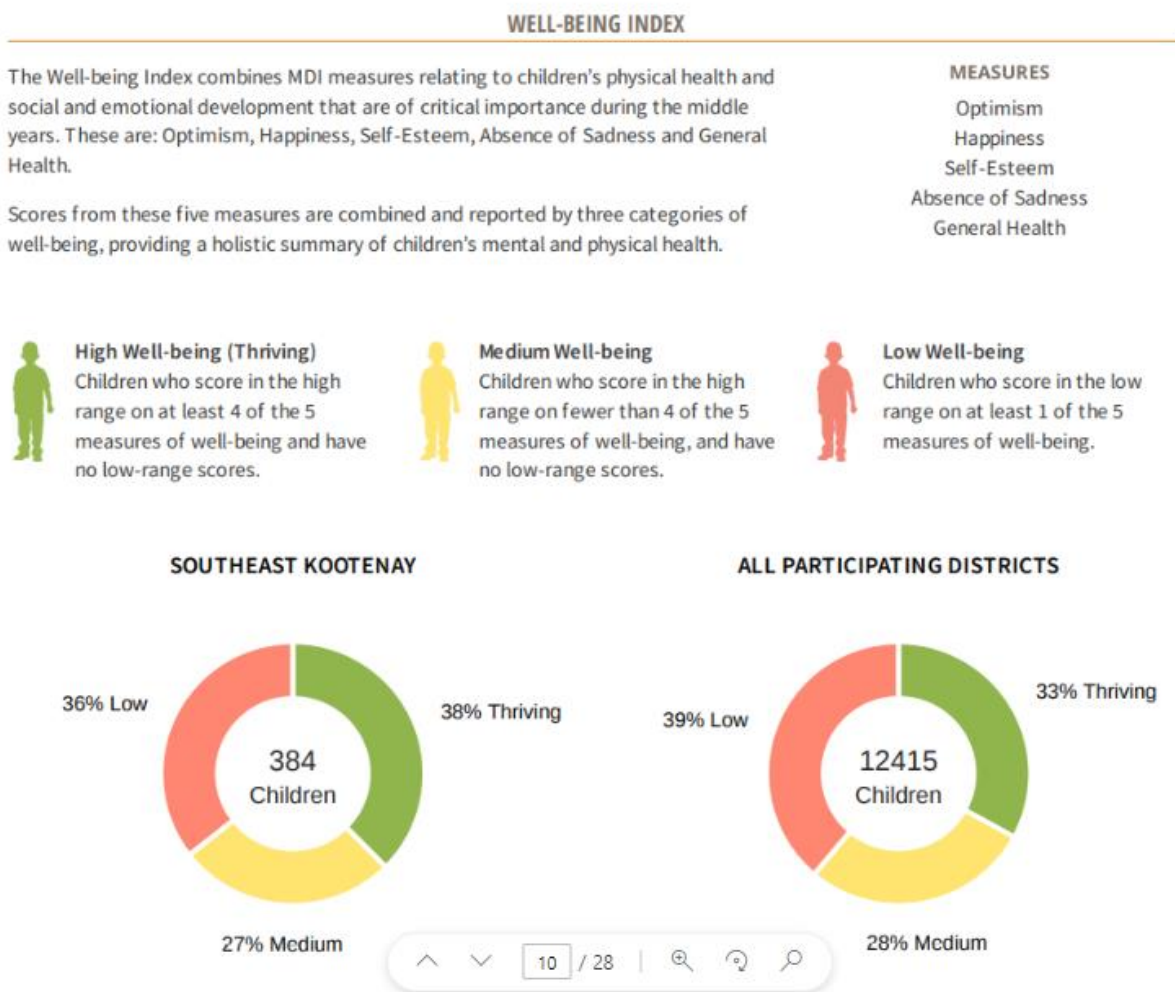 WELL-BEING INDEX
The Well-being Index combines MDI measures relating to children's physical health and
social and emotional development that are of critical importance during the middle
years. These are: Optimism, Happiness, Self-Esteem, Absence of Sadness and General
Health.
Scores from these five measures are combined and reported by three categories of
well-being, providing a holistic summary of children's mental and physical health.
MEASURES
Optimism
Happiness
Self-Esteem
Absence of Sadness
General Health
High Well-being (Thriving)
Children who score in the high
range on at least 4 of the 5
measures of well-being and have
no low-range scores.
Medium Well-being
Children who score in the high
range on fewer than 4 of the 5
measures of well-being, and have
no low-range scores.
Low Well-being
Children who score in the low
range on at least 1 of the 5
measures of well-being.
SOUTHEAST KOOTENAY
36% Low
38% Thriving
384
Children
27% Medium
ALL PARTICIPATING DISTRICTS
39% Low
33% Thriving
12415
Children
28% Medium
10 / 28